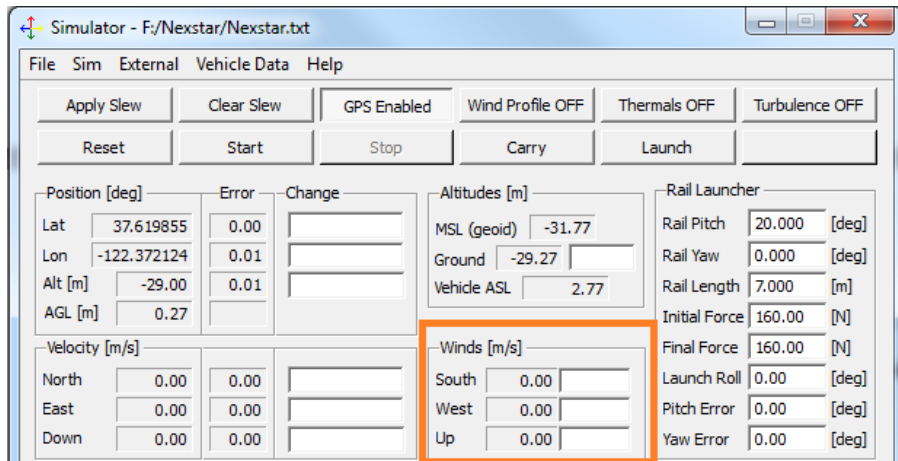 Simulator - F:/Nexstar/Nexstar.txt
File Sim External Vehicle Data Help
Apply Slew Clear Slew GPS Enabled Wind Profile OFF Thermals OFF Turbulence OFF
Reset Start Stop Carry Launch
Position [deg] Error Change
Lat 37.619855 0.00
Lon -122.372124 0.01
Alt [m] -29.00 0.01
AGL [m] 0.27
Altitudes [m]
MSL (geoid) -31.77
Ground -29.27
Vehicle ASL 2.77
Rail Launcher
Rail Pitch 20.000 [deg]
Rail Yaw 0.000 [deg]
Rail Length 7.000 [m]
Initial Force 160.00 [N]
Final Force 160.00 [N]
Launch Roll 0.00 [deg]
Pitch Error 0.00 [deg]
Yaw Error 0.00 [deg]
Velocity [m/s]
North 0.00 0.00
East 0.00 0.00
Down 0.00 0.00
Winds [m/s]
South 0.00
West 0.00
Up 0.00